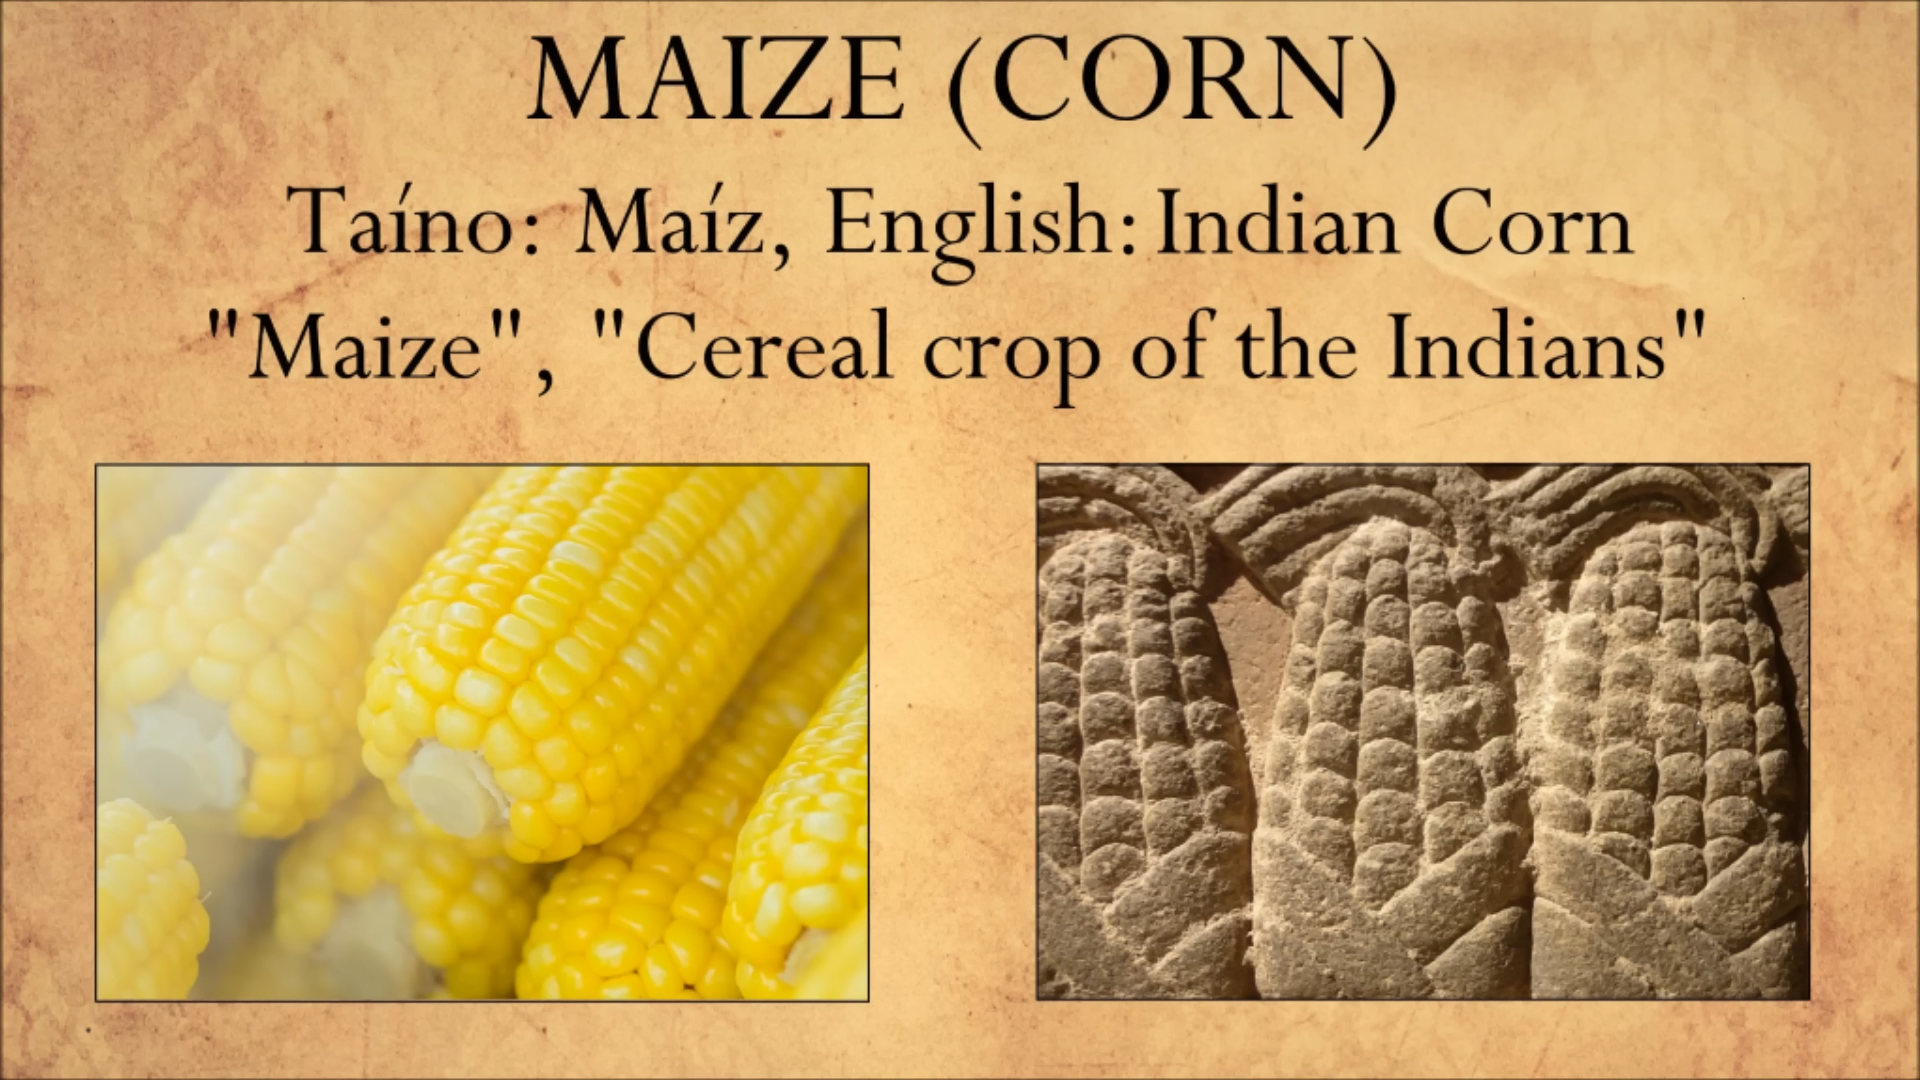 MAIZE (CORN)
Taíno: Maíz, English: Indian Corn
"Maize", "Cereal crop of the Indians"